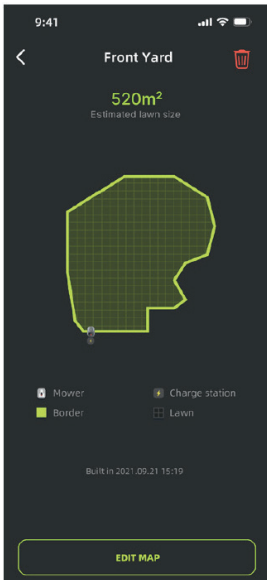 9:41
Front Yard
520m²
Estimated lawn size
Mower
Charge station
Border
Lawn
Built in 2021.09.21 15:19
EDIT MAP